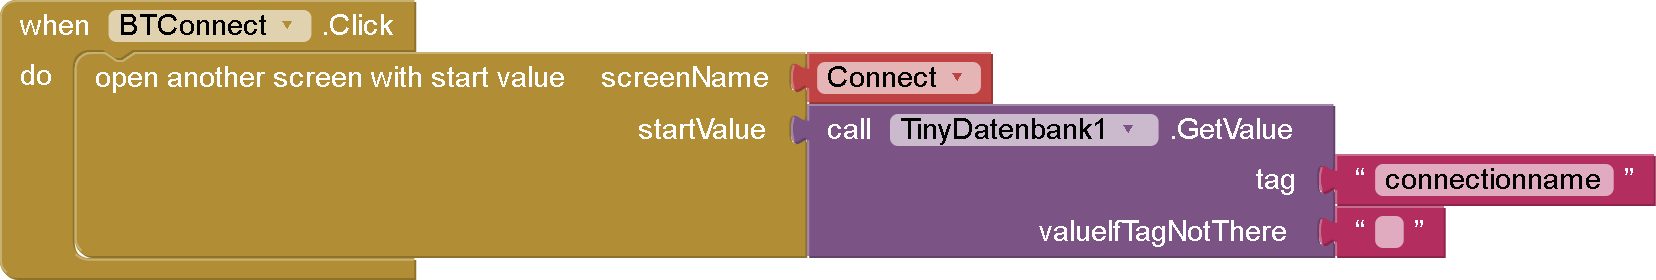 when BTConnect .Click
do open another screen with start value screenName Connect
startValue call TinyDatenbank1 .GetValue
tag “ connectionname ”
valueIfTagNotThere “ ”